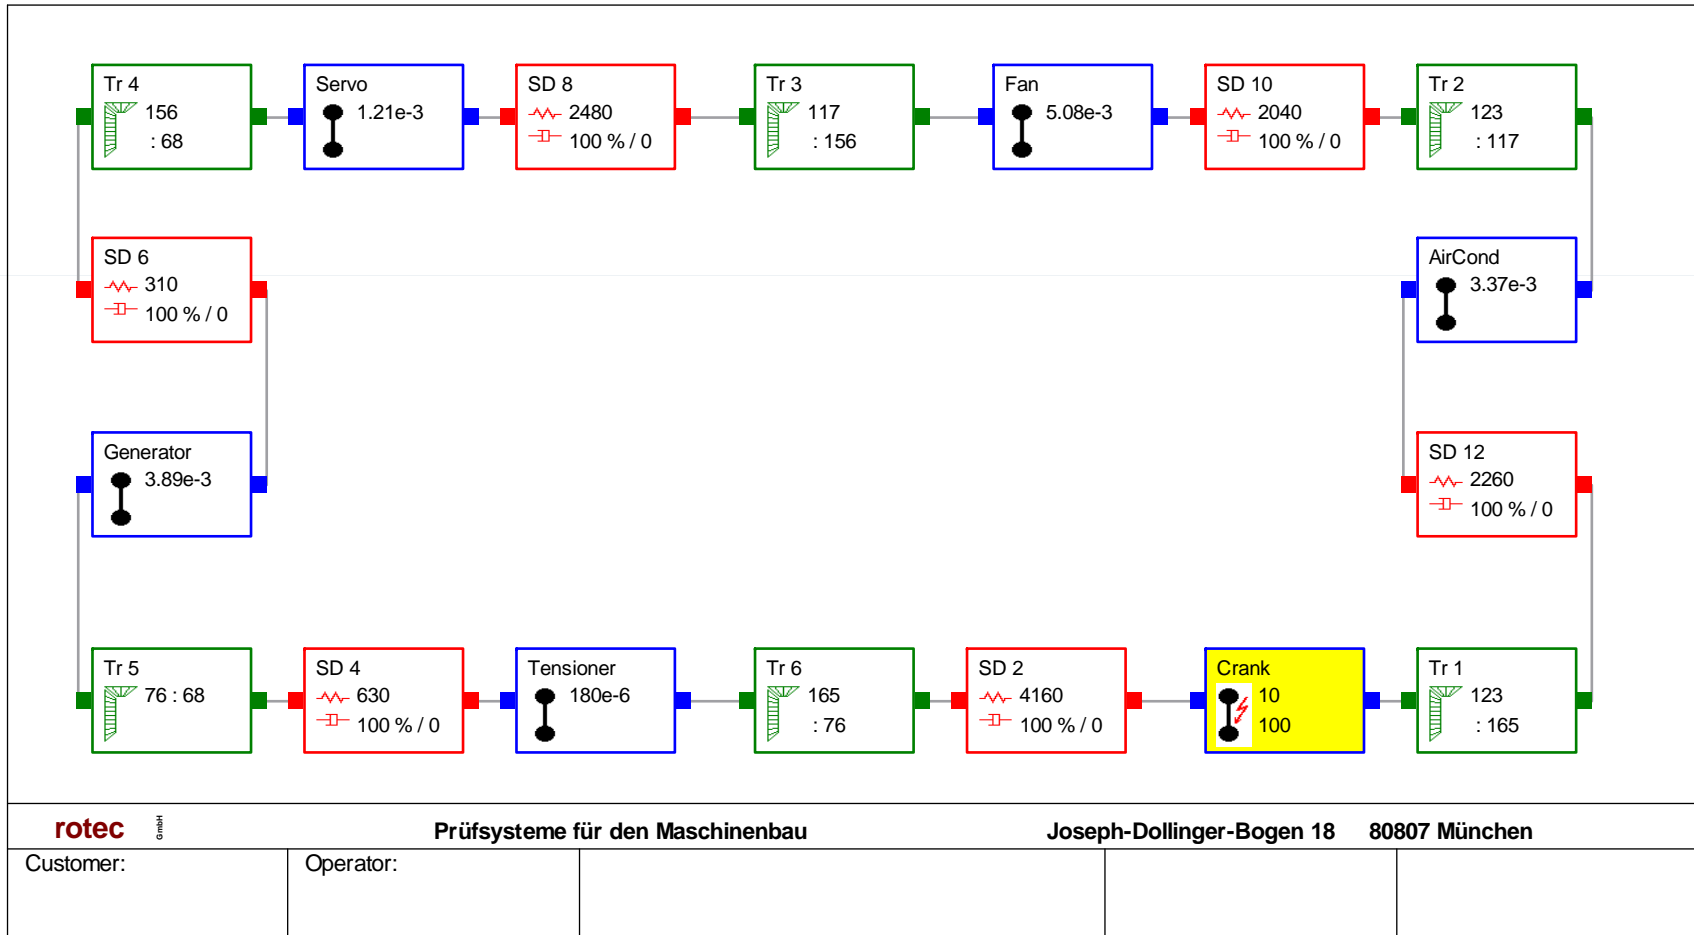 Tr 4
156
: 68
Servo
1.21e-3
SD 8
2480
100 % / 0
Tr 3
117
: 156
Fan
5.08e-3
SD 10
2040
100 % / 0
Tr 2
123
: 117
SD 6
310
100 % / 0
AirCond
3.37e-3
Generator
3.89e-3
SD 12
2260
100 % / 0
Tr 5
76 : 68
SD 4
630
100 % / 0
Tensioner
180e-6
Tr 6
165
: 76
SD 2
4160
100 % / 0
Crank
10
100
Tr 1
123
: 165
rotec GmbH Prüfsysteme für den Maschinenbau Joseph-Dollinger-Bogen 18 80807 München
Customer: Operator: